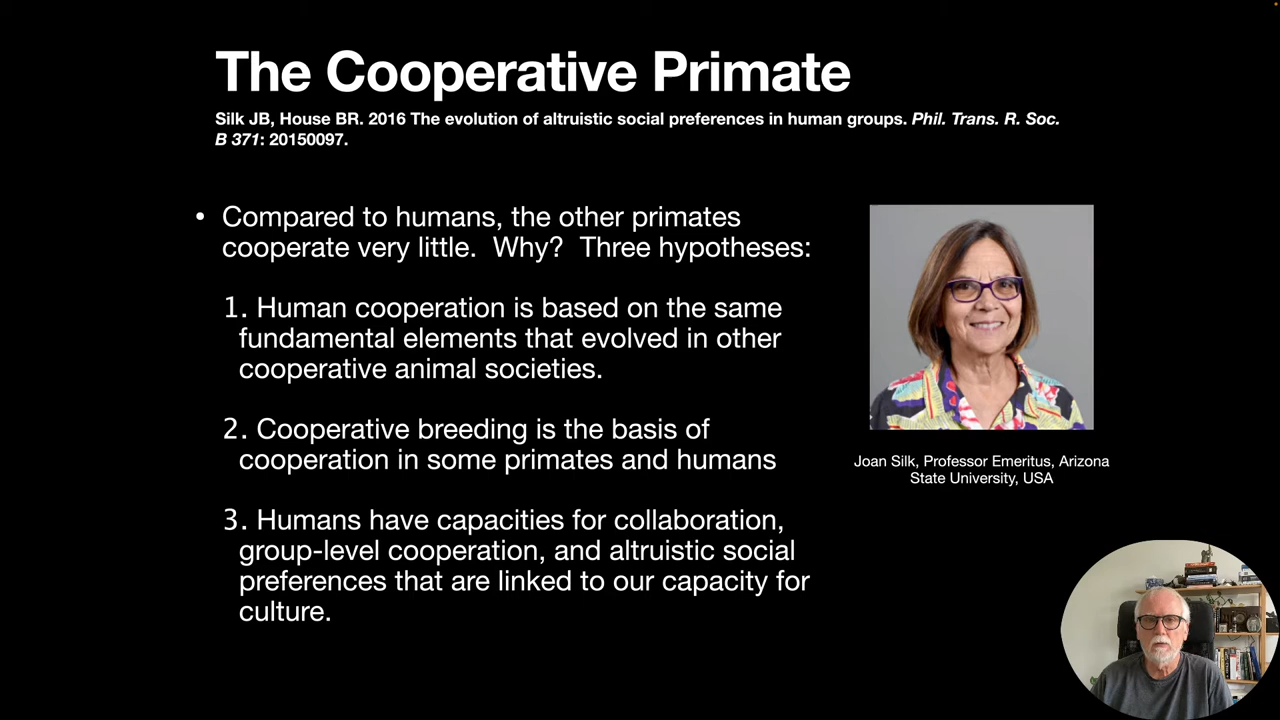 The Cooperative Primate
Silk JB, House BR. 2016 The evolution of altruistic social preferences in human groups. Phil. Trans. R. Soc.
B 371: 20150097.
• Compared to humans, the other primates
cooperate very little.  Why?  Three hypotheses:
1. Human cooperation is based on the same
fundamental elements that evolved in other
cooperative animal societies.
2. Cooperative breeding is the basis of
cooperation in some primates and humans
3. Humans have capacities for collaboration,
group-level cooperation, and altruistic social
preferences that are linked to our capacity for
culture.
Joan Silk, Professor Emeritus, Arizona
State University, USA